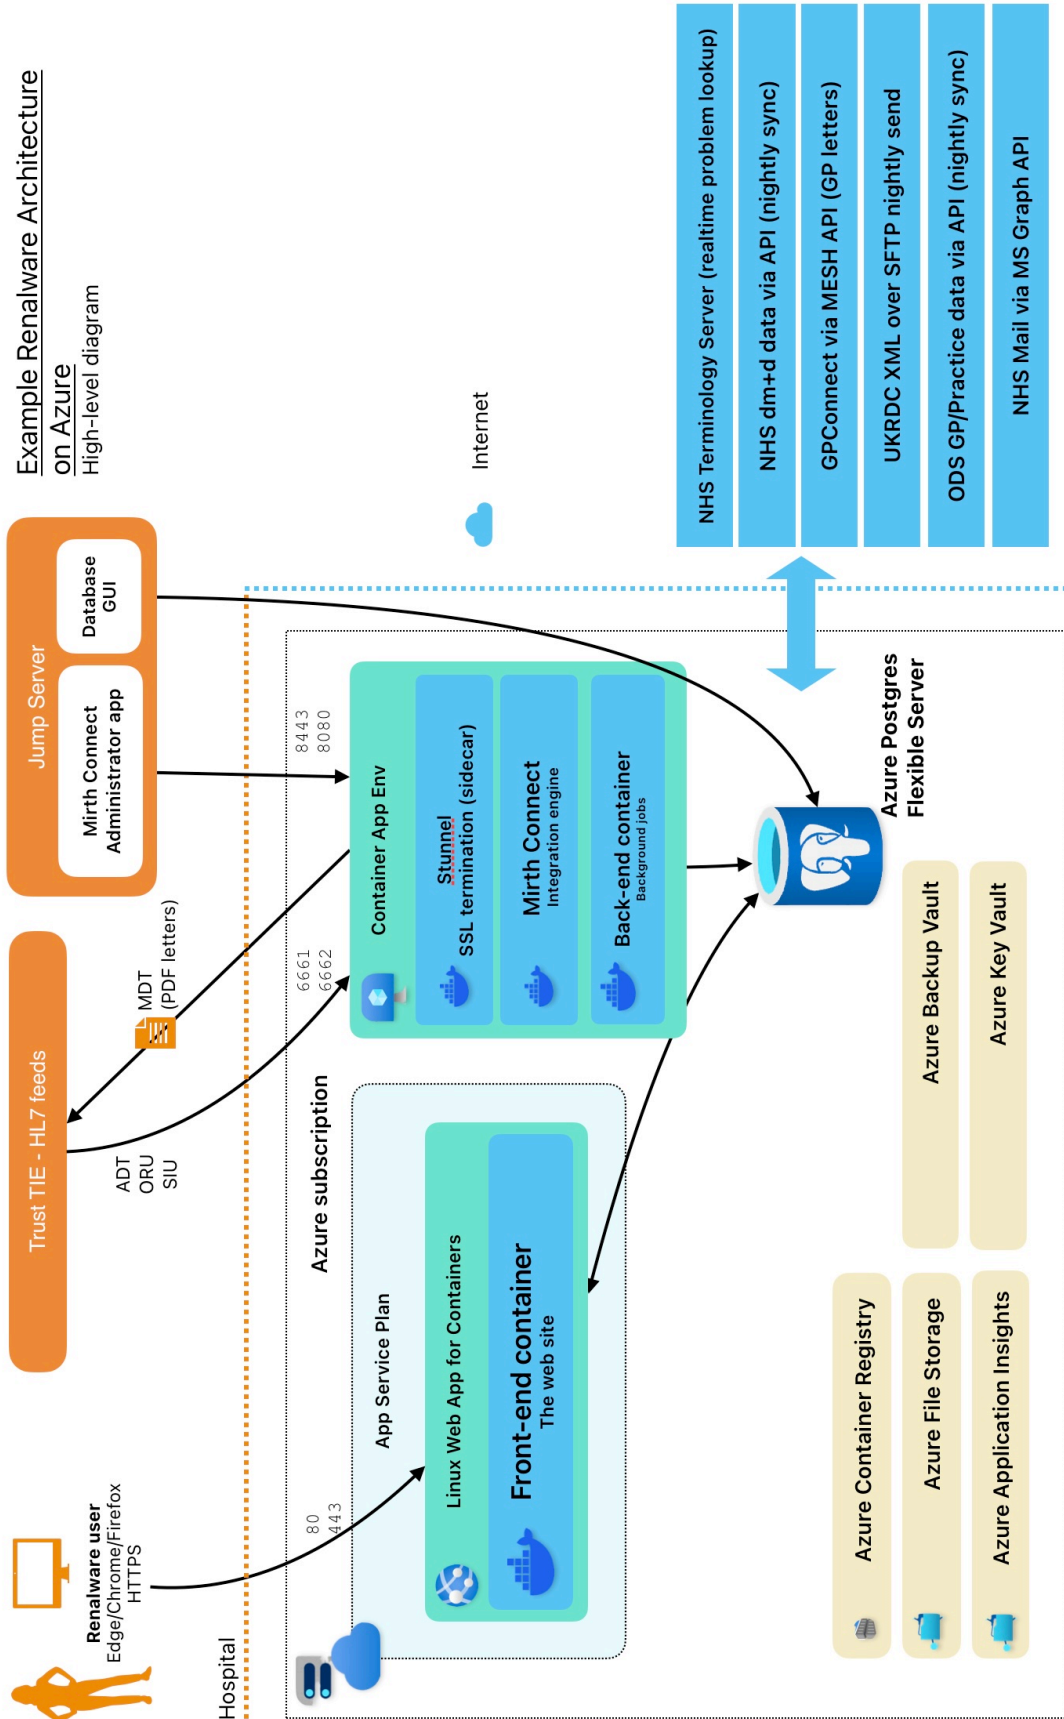 Example Renalware Architecture
on Azure
High-level diagram
Renalware user
Edge/Chrome/Firefox
HTTPS
Trust TIE - HL7 feeds
Jump Server
Mirth Connect
Administrator app
Database
GUI
ADT
ORU
SIU
MDT
(PDF letters)
Hospital
Internet
80
443
6661
6662
8443
8080
Azure subscription
App Service Plan
Linux Web App for Containers
Front-end container
The web site
Container App Env
Stunnel
SSL termination (sidecar)
Mirth Connect
Integration engine
Back-end container
Background jobs
Azure Postgres
Flexible Server
Azure Container Registry
Azure File Storage
Azure Application Insights
Azure Backup Vault
Azure Key Vault
NHS Terminology Server (realtime problem lookup)
NHS dm+d data via API (nightly sync)
GPConnect via MESH API (GP letters)
UKRDC XML over SFTP nightly send
ODS GP/Practice data via API (nightly sync)
NHS Mail via MS Graph API